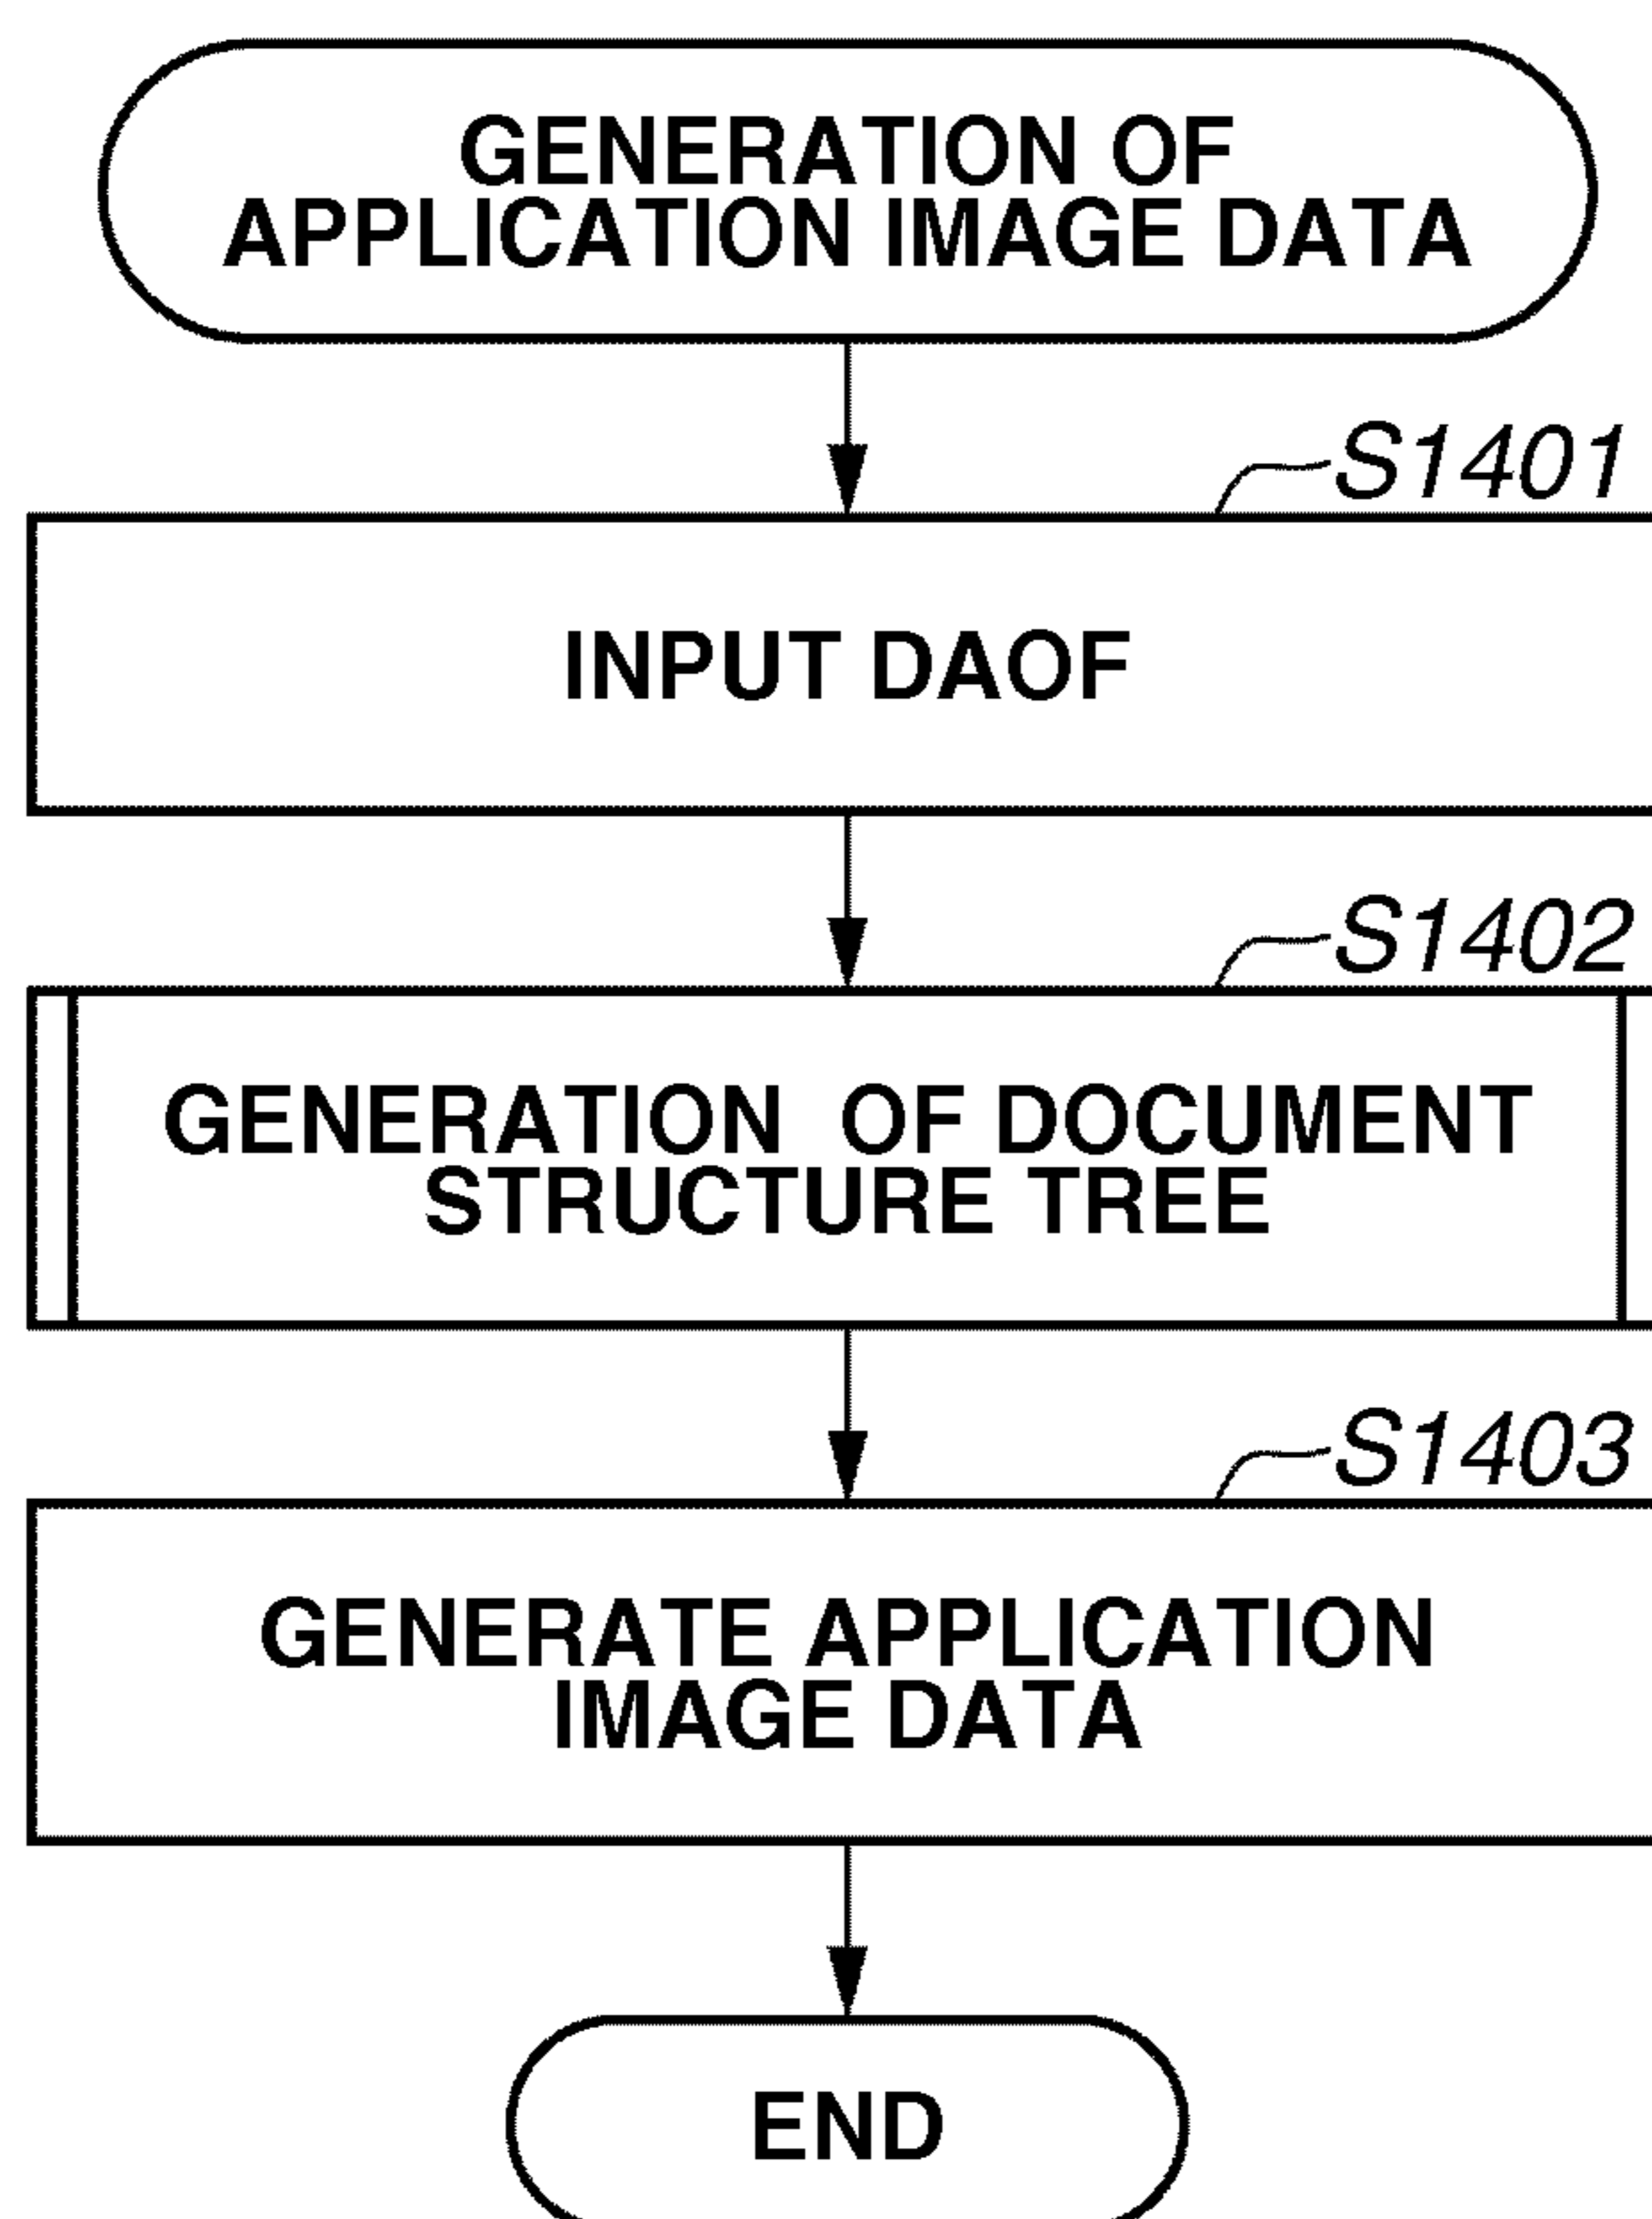 GENERATION OF
APPLICATION IMAGE DATA
S1401
INPUT DAOF
S1402
GENERATION OF DOCUMENT
STRUCTURE TREE
S1403
GENERATE APPLICATION
IMAGE DATA
END